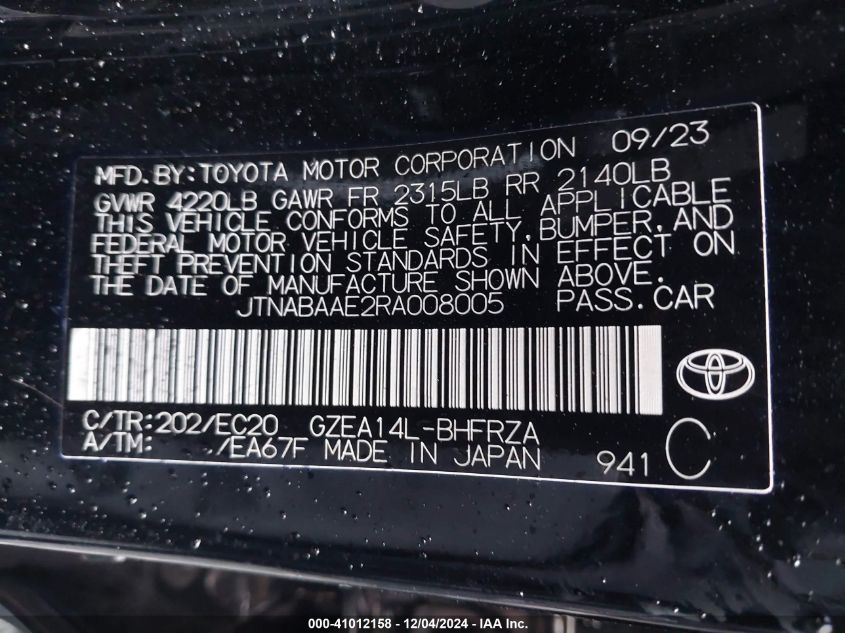 09/23
MFD. BY: TOYOTA MOTOR CORPORATION
GVWR 4220LB GAWR FR 2315LB RR 2140LB
THIS VEHICLE CONFORMS TO ALL APPLICABLE
FEDERAL MOTOR VEHICLE SAFETY, BUMPER, AND
THEFT PREVENTION STANDARDS IN EFFECT ON
THE DATE OF MANUFACTURE SHOWN ABOVE.
JTNABAAE2RA008005 PASS. CAR
C/TR: 202/EC20 GZEA14L-BHFRZA
A/TM: /EA67F MADE IN JAPAN 941 C
000-41012158 - 12/04/2024 - IAA Inc.